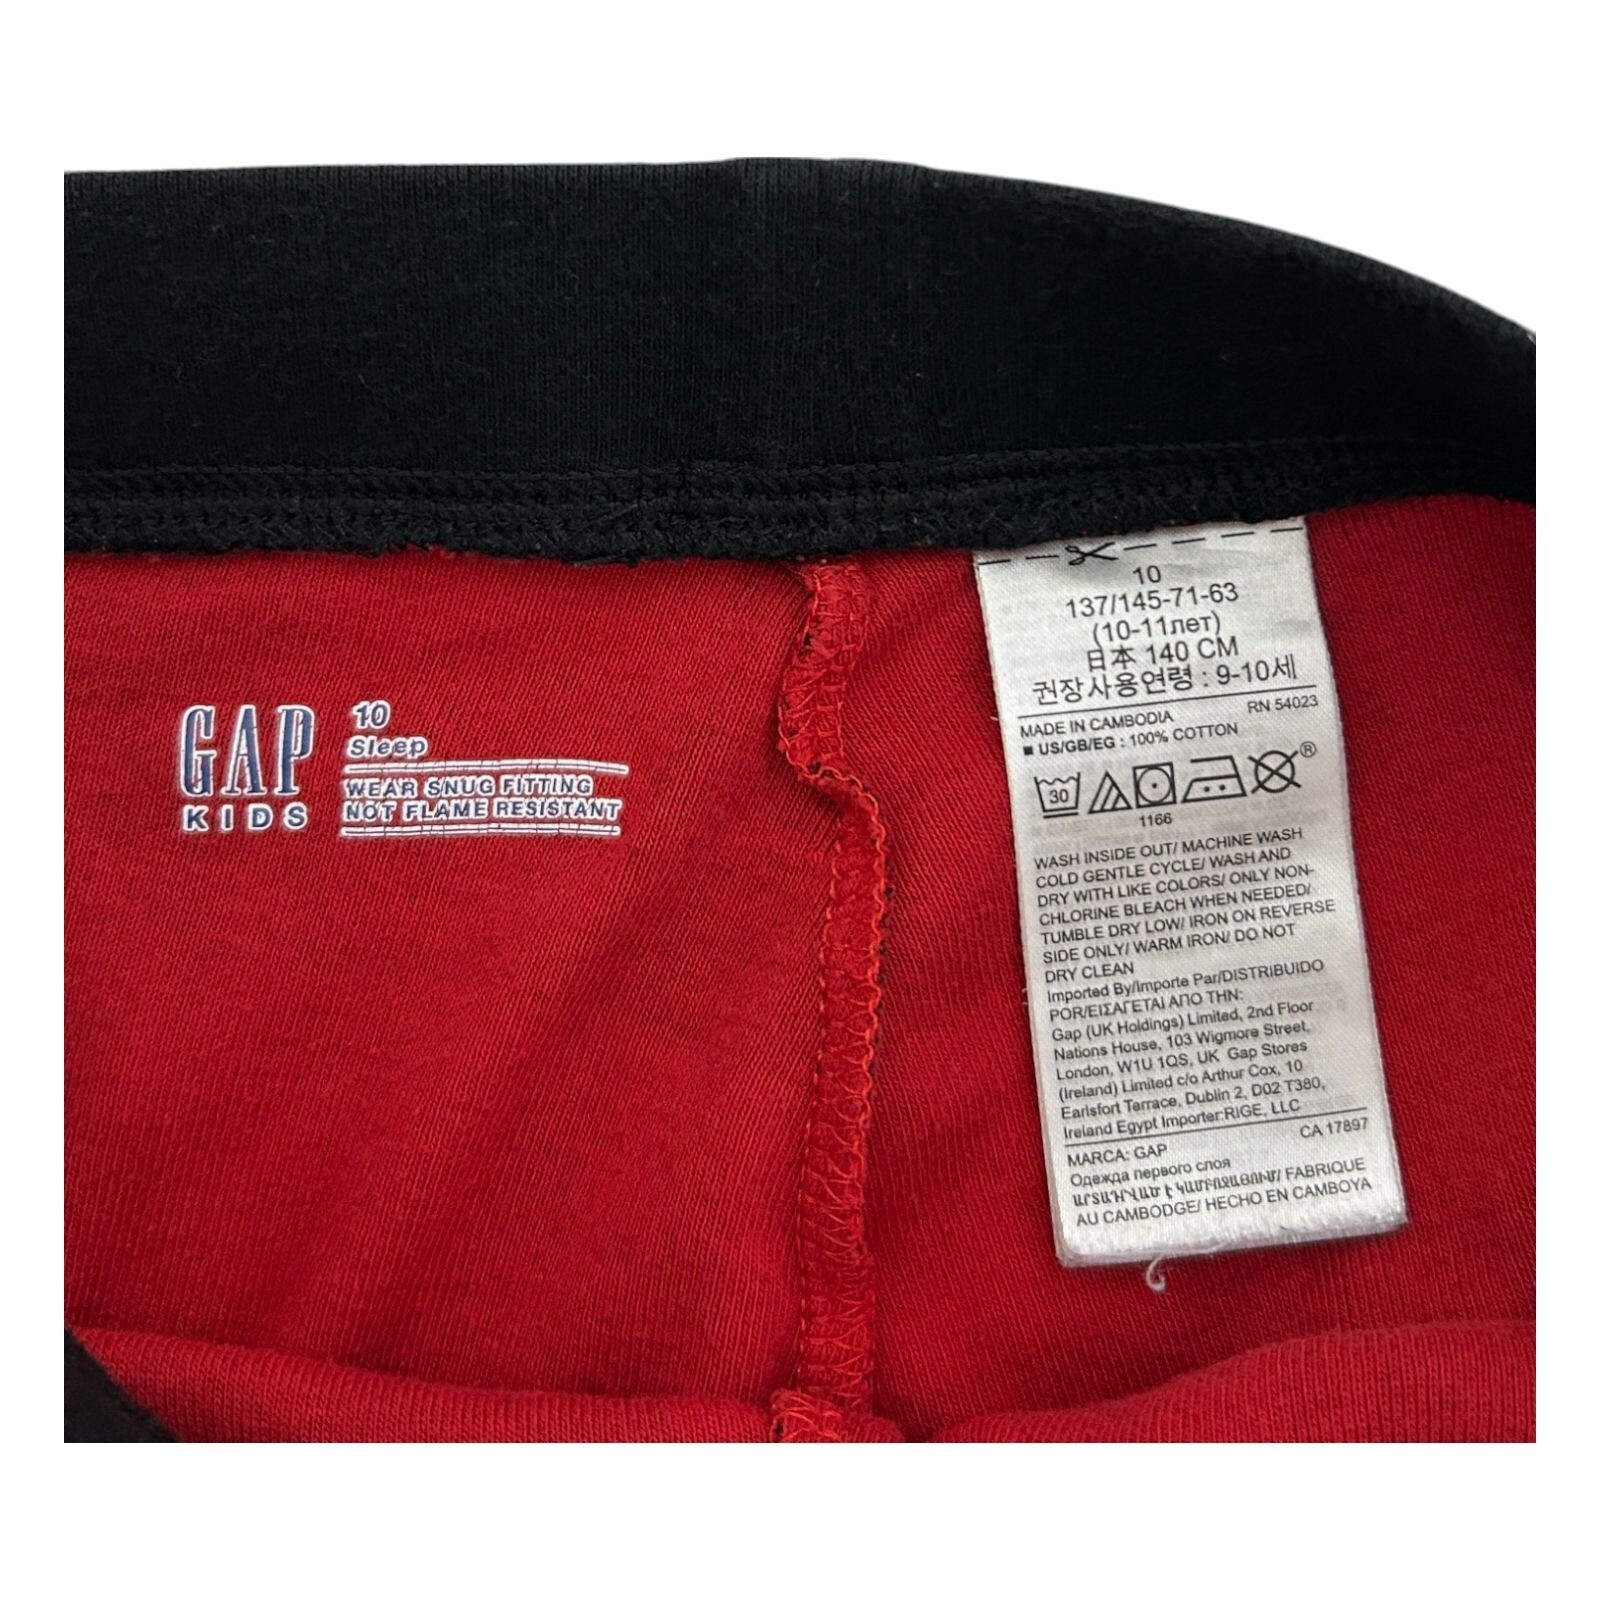 GAP
KIDS
10
Sleep
WEAR SNUG FITTING
NOT FLAME RESISTANT
10
137/145-71-63
(10-11лет)
日本 140 CM
권장사용연령 : 9-10세
RN 54023
MADE IN CAMBODIA
■ US/GB/EG : 100% COTTON
30
®
1166
WASH INSIDE OUT/ MACHINE WASH
COLD GENTLE CYCLE/ WASH AND
DRY WITH LIKE COLORS/ ONLY NON-
CHLORINE BLEACH WHEN NEEDED/
TUMBLE DRY LOW/ IRON ON REVERSE
SIDE ONLY/ WARM IRON/ DO NOT
DRY CLEAN
Imported By/Importe Par/DISTRIBUIDO
POR/ΕΙΣΑΓΕΤΑΙ ΑΠΟ ΤΗΝ:
Gap (UK Holdings) Limited, 2nd Floor
Nations House, 103 Wigmore Street,
London, W1U 1QS, UK Gap Stores
(Ireland) Limited c/o Arthur Cox, 10
Earlsfort Terrace, Dublin 2, D02 T380,
Ireland Egypt Importer:RIGE, LLC
CA 17897
MARCA: GAP
Одежда первого слоя
ԱՐՏԱԴՐՎԱԾ Է ԿԱՄԲՈՋԱՅՈՒՄ/ FABRIQUE
AU CAMBODGE/ HECHO EN CAMBOYA